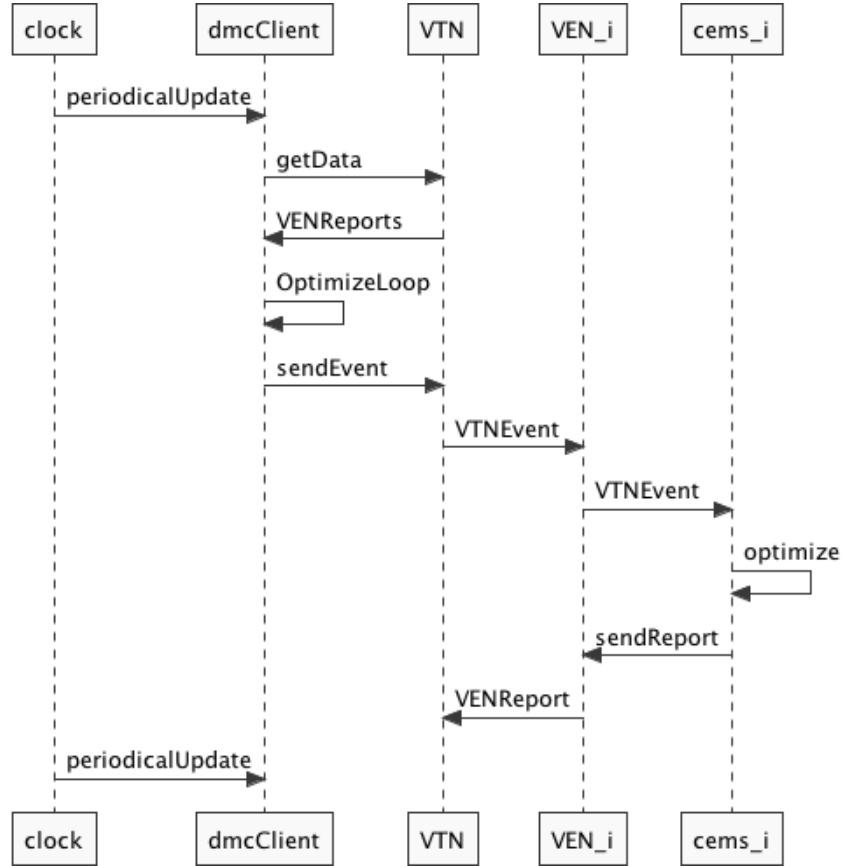 clock dmcClient VTN VEN_i cems_i
periodicalUpdate
getData
VENReports
OptimizeLoop
sendEvent
VTNEvent
VTNEvent
optimize
sendReport
VENReport
periodicalUpdate
clock dmcClient VTN VEN_i cems_i